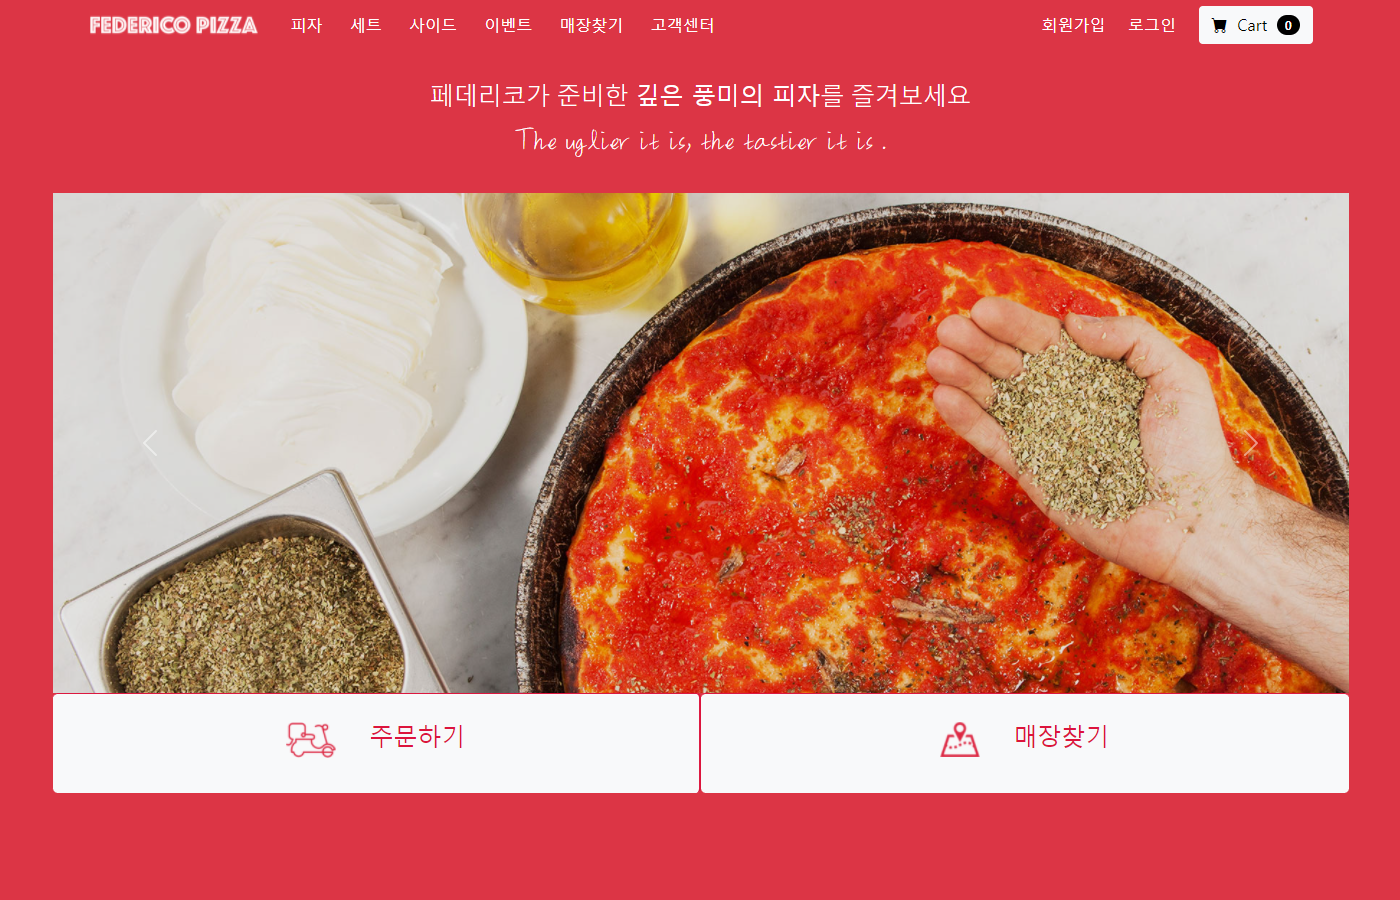 FEDERICO PIZZA 피자 세트 사이드 이벤트 매장찾기 고객센터 회원가입 로그인 Cart 0
페데리코가 준비한 깊은 풍미의 피자를 즐겨보세요
The uglier it is, the tastier it is .
주문하기 매장찾기